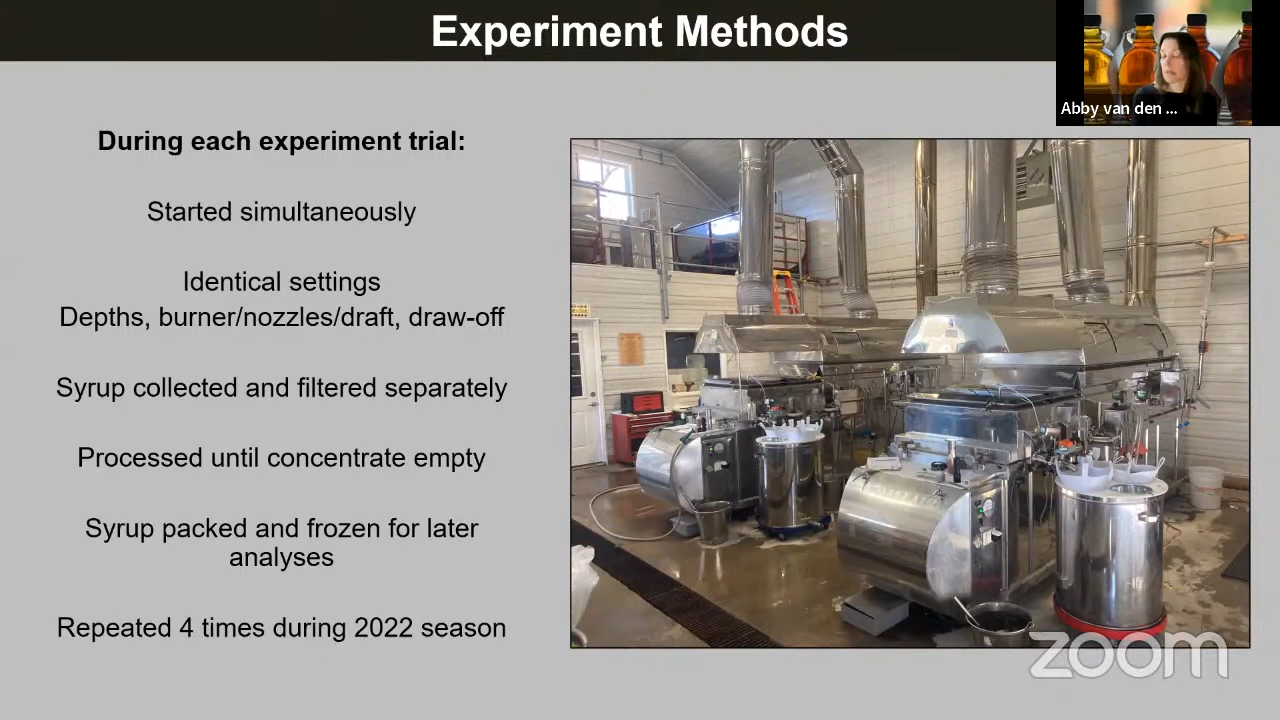 Experiment Methods
Abby van den ...
During each experiment trial:
Started simultaneously
Identical settings
Depths, burner/nozzles/draft, draw-off
Syrup collected and filtered separately
Processed until concentrate empty
Syrup packed and frozen for later
analyses
Repeated 4 times during 2022 season
zoom